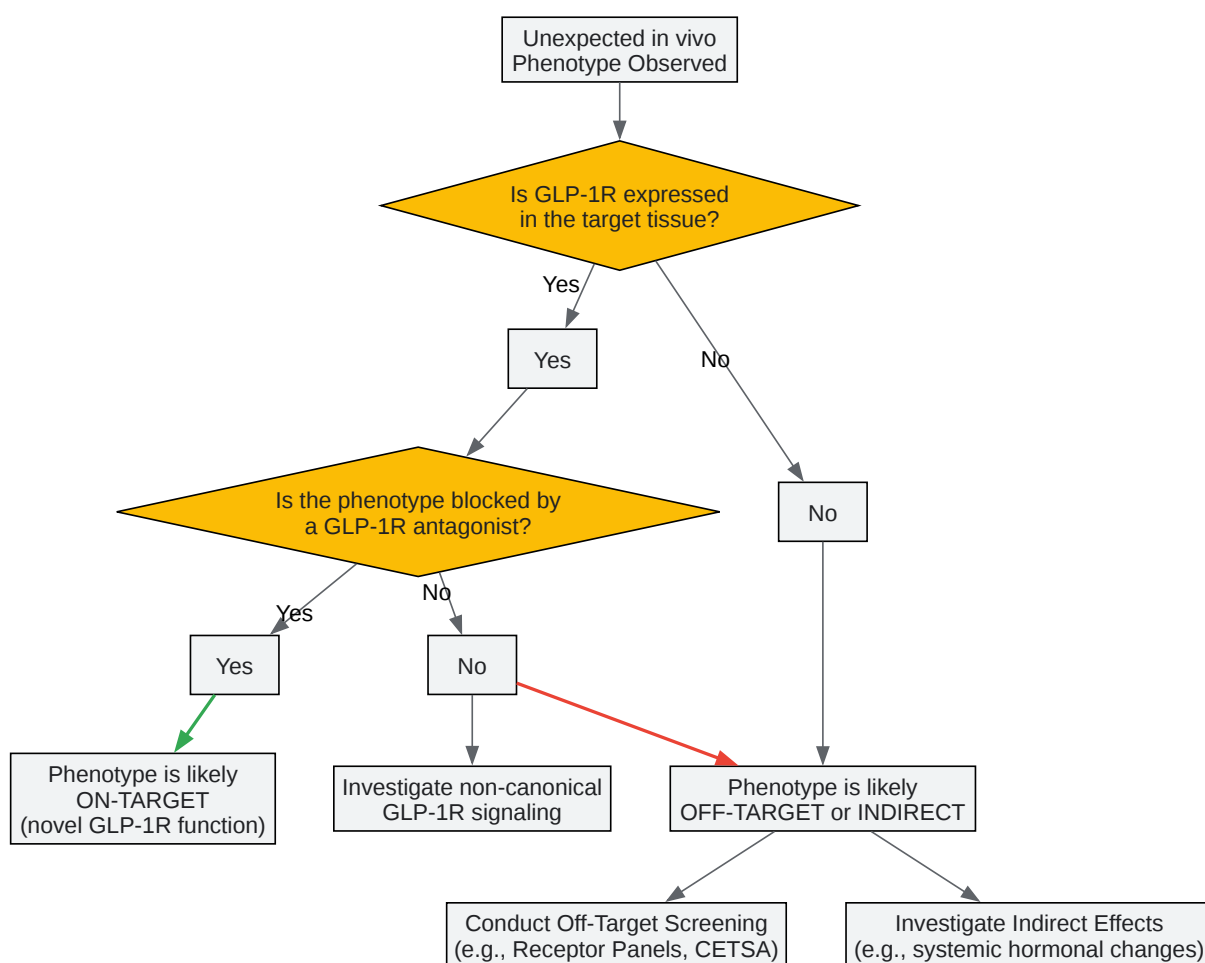 Unexpected in vivo
Phenotype Observed
Is GLP-1R expressed
in the target tissue?
Yes
No
Yes
No
Is the phenotype blocked by
a GLP-1R antagonist?
Yes
No
Yes
No
Phenotype is likely
ON-TARGET
(novel GLP-1R function)
Investigate non-canonical
GLP-1R signaling
Phenotype is likely
OFF-TARGET or INDIRECT
Conduct Off-Target Screening
(e.g., Receptor Panels, CETSA)
Investigate Indirect Effects
(e.g., systemic hormonal changes)